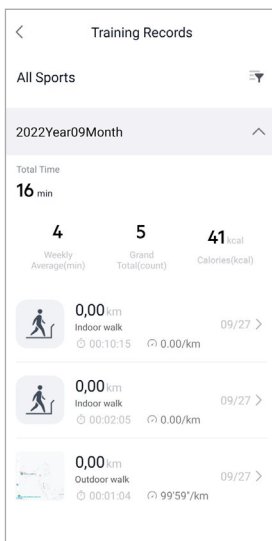 Training Records
All Sports
2022Year09Month
Total Time
16 min
4 5 41 kcal
Weekly Grand Calories(kcal)
Average(min) Total(count)
0,00 km
Indoor walk 09/27
00:10:15 0.00/km
0,00 km
Indoor walk 09/27
00:02:05 0.00/km
0,00 km
Outdoor walk 09/27
00:01:04 99'59"/km